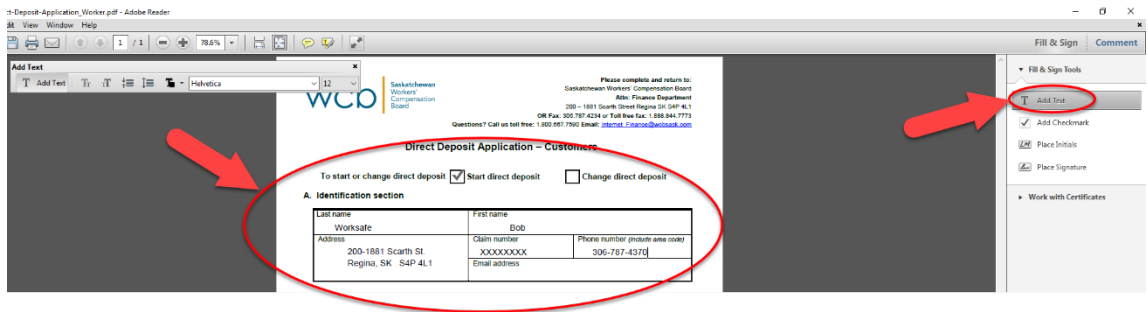 ct-Deposit-Application_Worker.pdf - Adobe Reader
dit View Window Help
1 / 1 78.6% Fill & Sign Comment
Add Text
T Add Text Helvetica 12
Fill & Sign Tools
T Add Text
Add Checkmark
Place Initials
Place Signature
Work with Certificates
wcb Saskatchewan
Workers'
Compensation
Board
Please complete and return to:
Saskatchewan Workers' Compensation Board
Attn: Finance Department
200 – 1881 Scarth Street Regina SK S4P 4L1
OR Fax: 306.787.4254 or Toll free fax: 1.888.844.7773
Questions? Call us toll free: 1.800.667.7590 Email: Internet_Finance@wcbsask.com
Direct Deposit Application – Customers
To start or change direct deposit Start direct deposit Change direct deposit
A. Identification section
Last name First name
Worksafe Bob
Address Claim number Phone number (include area code)
200-1881 Scarth St. XXXXXXXX 306-787-4370
Regina, SK S4P 4L1 Email address